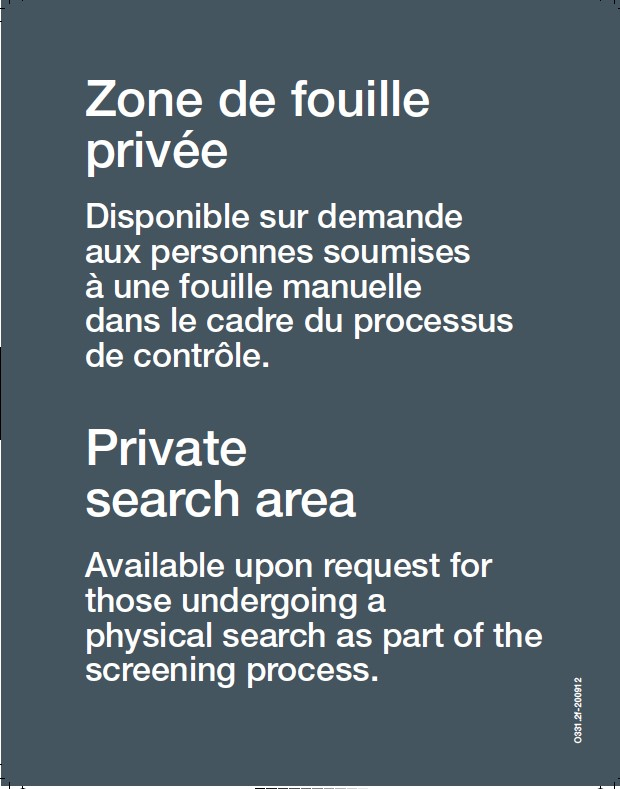 Zone de fouille
privée
Disponible sur demande
aux personnes soumises
à une fouille manuelle
dans le cadre du processus
de contrôle.
Private
search area
Available upon request for
those undergoing a
physical search as part of the
screening process.
O331.2f-200912